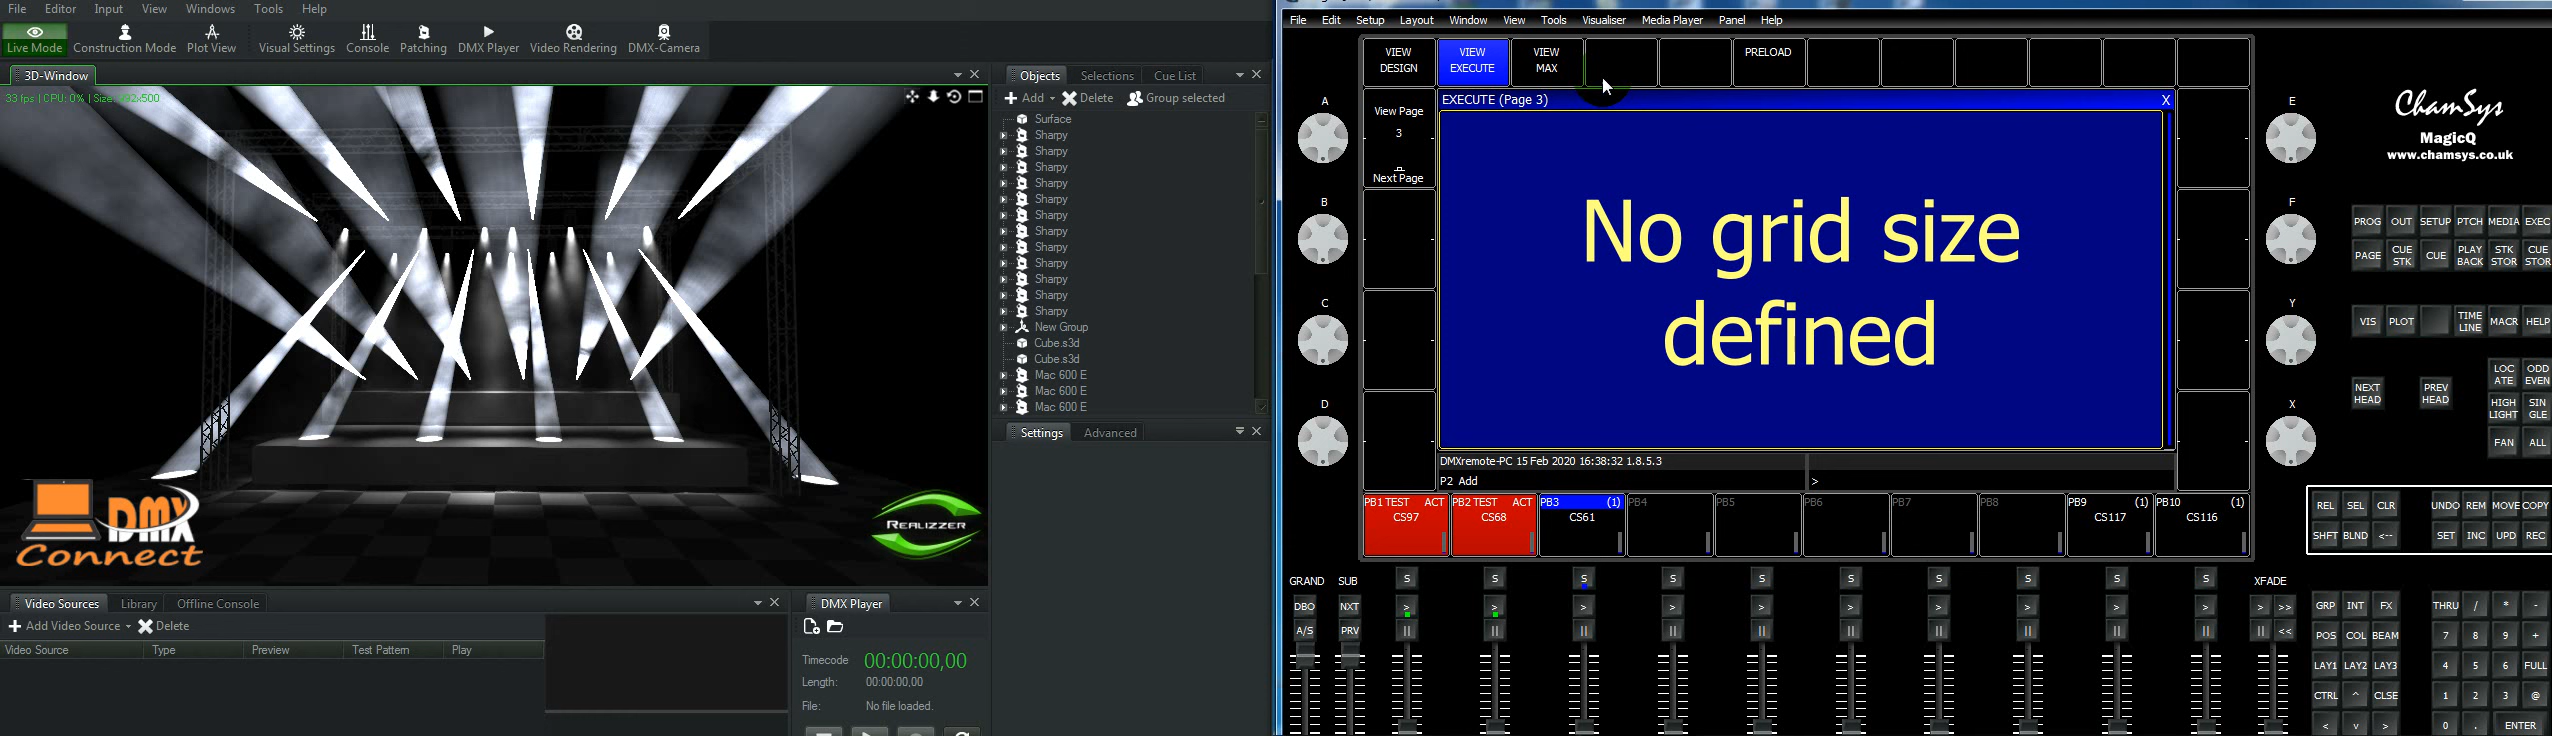 File Editor Input View Windows Tools Help
Live Mode Construction Mode Plot View Visual Settings Console Patching DMX Player Video Rendering DMX-Camera
3D-Window
33 fps | CPU: 0% | Size:
DMX
Connect
REALIZZER
Objects Selections Cue List
Add Delete Group selected
Surface
Sharpy
Sharpy
Sharpy
Sharpy
Sharpy
Sharpy
Sharpy
Sharpy
Sharpy
Sharpy
Sharpy
Sharpy
New Group
Cube.s3d
Cube.s3d
Mac 600 E
Mac 600 E
Mac 600 E
Settings Advanced
Video Sources Library Offline Console
Add Video Source Delete
Video Source Type Preview Test Pattern Play
DMX Player
Timecode 00:00:00,00
Length: 00:00:00,00
File: No file loaded.
File Edit Setup Layout Window View Tools Visualiser Media Player Panel Help
VIEW DESIGN
VIEW EXECUTE
VIEW MAX
PRELOAD
View Page
3
Next Page
EXECUTE (Page 3) X
No grid size
defined
DMXremote-PC 15 Feb 2020 16:38:32 1.8.5.3
P2 Add >
PB1 TEST ACT
CS97
PB2 TEST ACT
CS68
PB3 (1)
CS61
PB4
PB5
PB6
PB7
PB8
PB9 (1)
CS117
PB10 (1)
CS116
A
B
C
D
E
F
Y
X
ChamSys
MagicQ
www.chamsys.co.uk
PROG OUT SETUP PTCH MEDIA EXEC
PAGE CUE STK CUE PLAY BACK STK STOR CUE STOR
VIS PLOT TIME LINE MACR HELP
LOC ATE ODD EVEN
NEXT HEAD PREV HEAD
HIGH LIGHT SIN GLE
FAN ALL
REL SEL CLR UNDO REM MOVE COPY
SHFT BLND <-- SET INC UPD REC
GRAND SUB S S S S S S S S S S XFADE
DBO NXT > > > > > > > > > > > >>
A/S PRV || || || || || || || || || || || <<
GRP INT FX THRU / * -
POS COL BEAM 7 8 9 +
LAY1 LAY2 LAY3 4 5 6 FULL
CTRL ^ CLSE 1 2 3 @
< v > 0 . ENTER